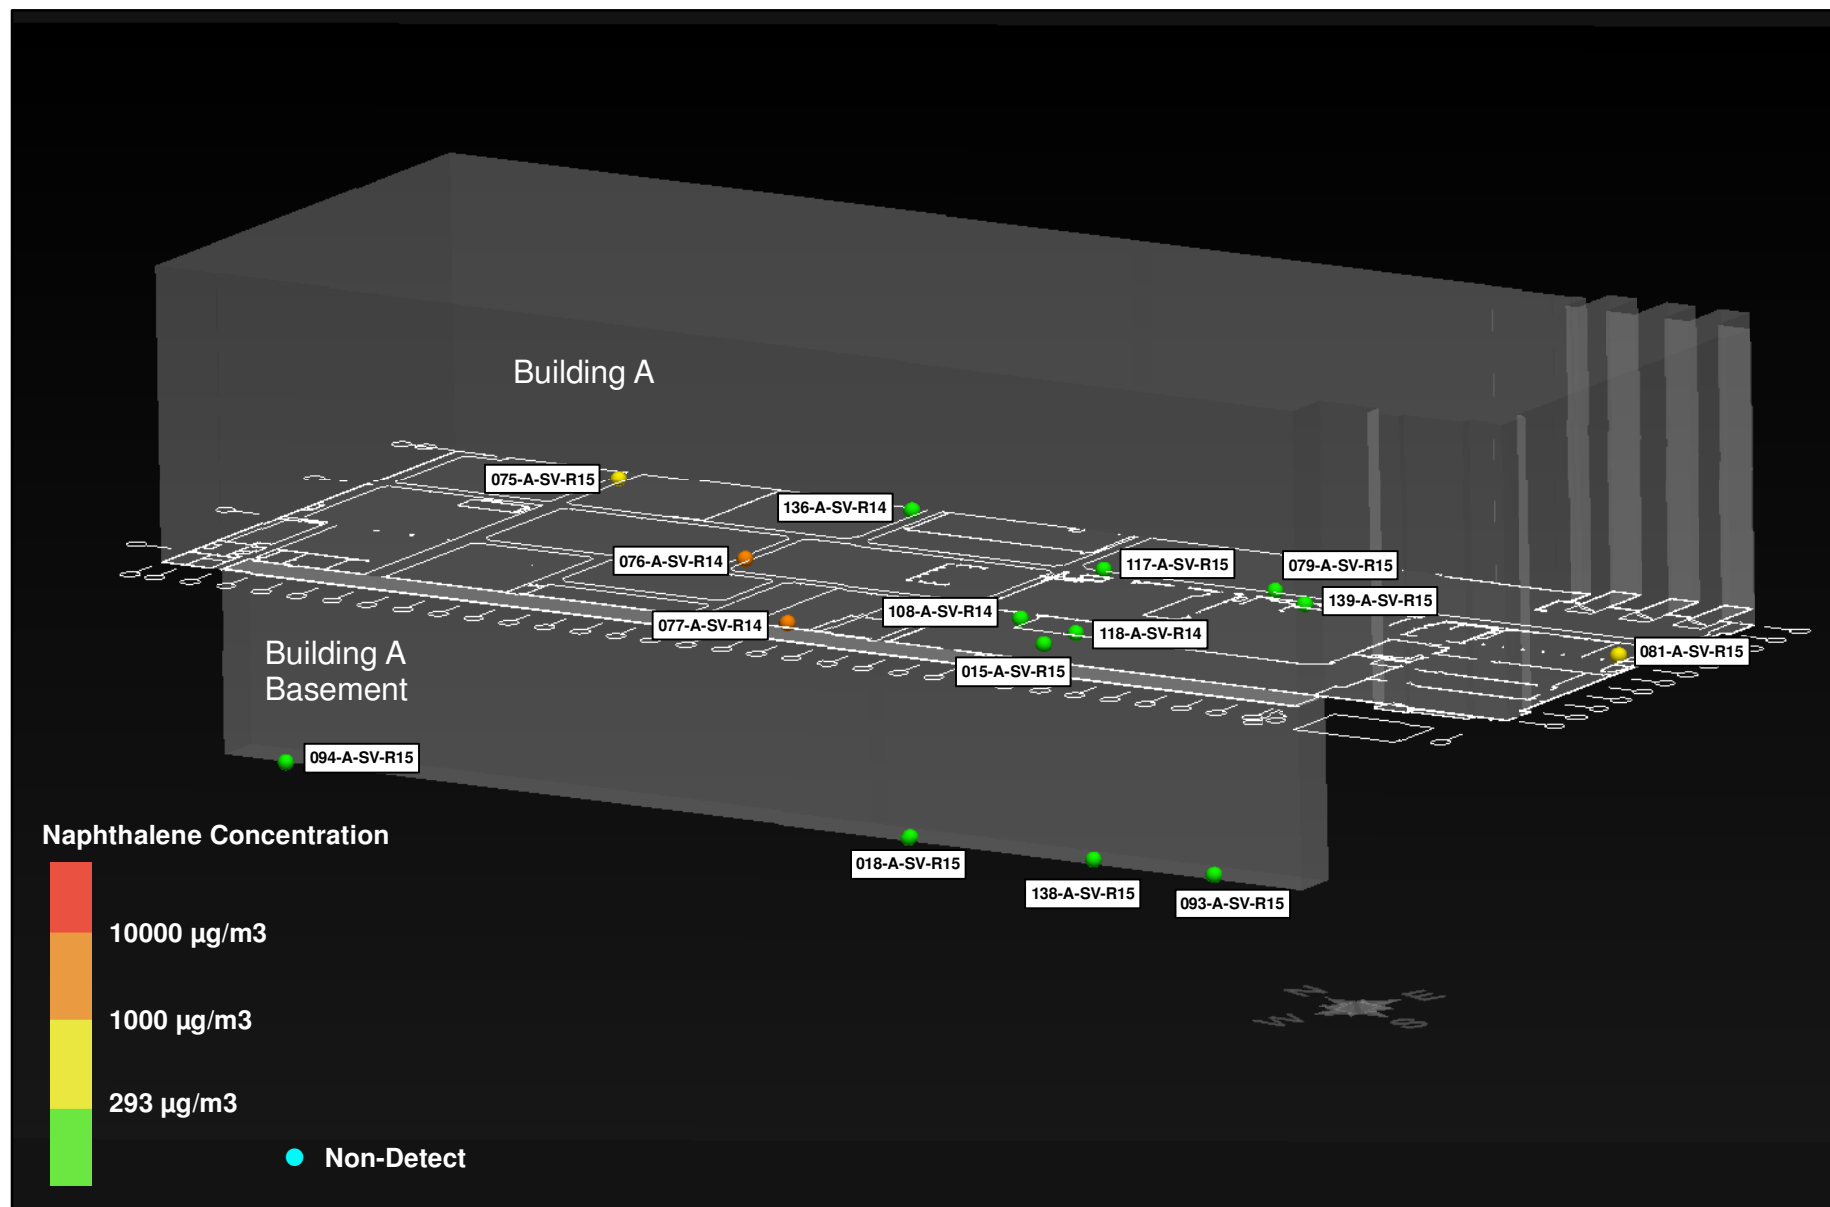 Building A
075-A-SV-R15
136-A-SV-R14
076-A-SV-R14
117-A-SV-R15
079-A-SV-R15
139-A-SV-R15
108-A-SV-R14
077-A-SV-R14
118-A-SV-R14
015-A-SV-R15
081-A-SV-R15
Building A
Basement
094-A-SV-R15
018-A-SV-R15
138-A-SV-R15
093-A-SV-R15
Naphthalene Concentration
10000 µg/m3
1000 µg/m3
293 µg/m3
Non-Detect
N
E
W
S